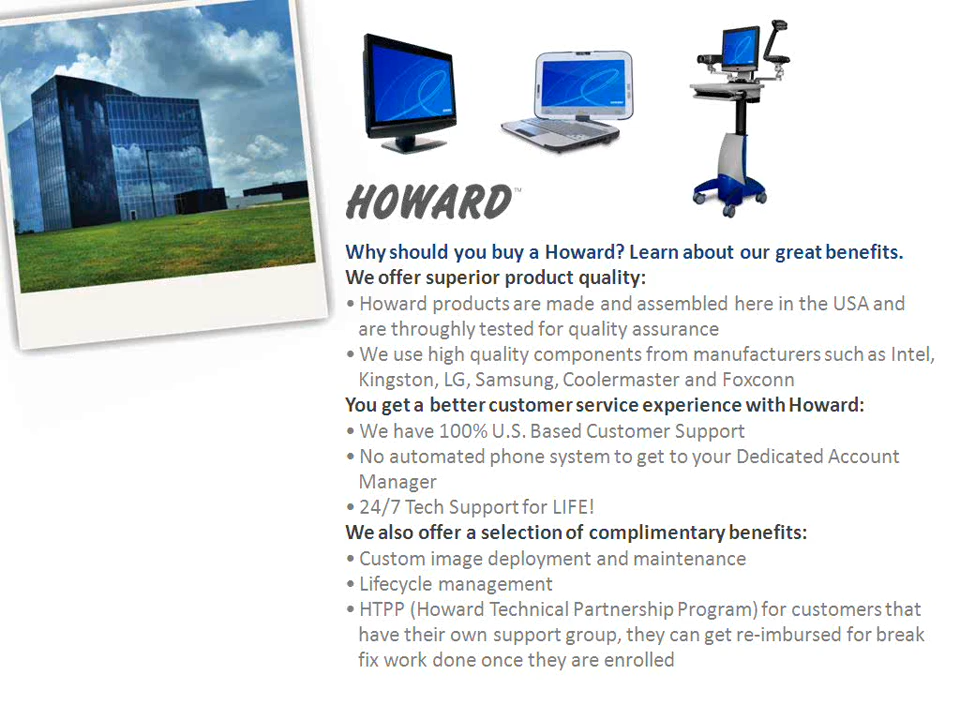 HOWARD™
Why should you buy a Howard? Learn about our great benefits.
We offer superior product quality:
• Howard products are made and assembled here in the USA and
are throughly tested for quality assurance
• We use high quality components from manufacturers such as Intel,
Kingston, LG, Samsung, Coolermaster and Foxconn
You get a better customer service experience with Howard:
• We have 100% U.S. Based Customer Support
• No automated phone system to get to your Dedicated Account
Manager
• 24/7 Tech Support for LIFE!
We also offer a selection of complimentary benefits:
• Custom image deployment and maintenance
• Lifecycle management
• HTPP (Howard Technical Partnership Program) for customers that
have their own support group, they can get re-imbursed for break
fix work done once they are enrolled